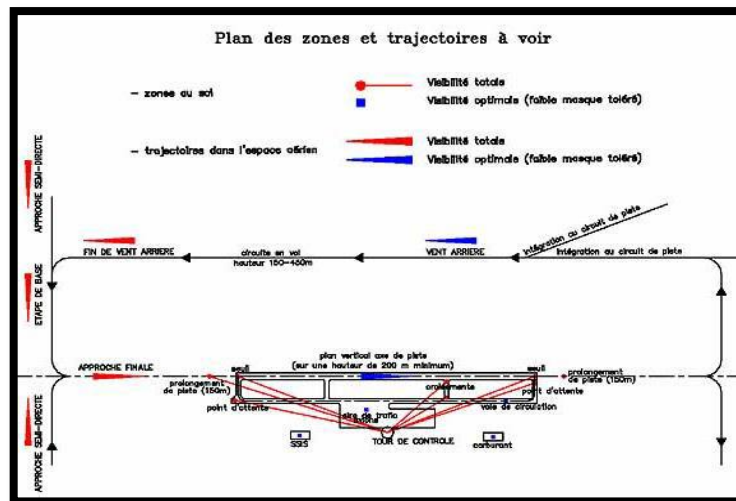 Plan des zones et trajectoires à voir
– zones au sol
Visibilité totale
Visibilité optimale (faible masque toléré)
– trajectoires dans l'espace aérien
Visibilité totale
Visibilité optimale (faible masque toléré)
APPROCHE SEMI-DIRECTE
FIN DE VENT ARRIERE
circuits en vol
hauteur 150-450m
VENT ARRIERE
intégration au circuit de piste
intégration au circuit de piste
ETAPE DE BASE
APPROCHE FINALE
plan vertical axe de piste
(sur une hauteur de 200 m minimum)
seuil
seuil
prolongement
de piste (150m)
prolongement
de piste (150m)
croisements
point d'attente
point d'attente
aire de trafic
avions
voie de circulation
SSIS
TOUR DE CONTROLE
carburant
APPROCHE SEMI-DIRECTE